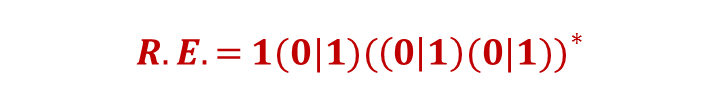 R. E. = 1(0|1)((0|1)(0|1))*